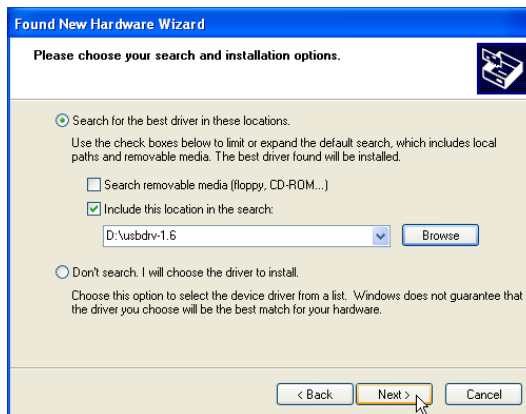 Found New Hardware Wizard
Please choose your search and installation options.
Search for the best driver in these locations.
Use the check boxes below to limit or expand the default search, which includes local
paths and removable media. The best driver found will be installed.
Search removable media (floppy, CD-ROM...)
Include this location in the search:
D:\usbdrv-1.6
Browse
Don't search. I will choose the driver to install.
Choose this option to select the device driver from a list. Windows does not guarantee that
the driver you choose will be the best match for your hardware.
< Back
Next >
Cancel